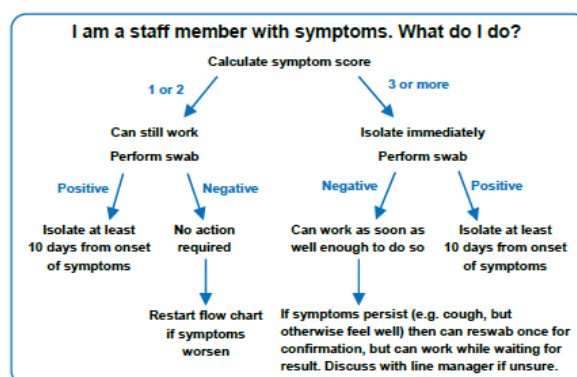 I am a staff member with symptoms. What do I do?
Calculate symptom score
1 or 2
3 or more
Can still work
Perform swab
Isolate immediately
Perform swab
Positive
Negative
Negative
Positive
Isolate at least
10 days from onset
of symptoms
No action
required
Can work as soon as
well enough to do so
Isolate at least
10 days from onset
of symptoms
Restart flow chart
if symptoms
worsen
If symptoms persist (e.g. cough, but
otherwise feel well) then can reswab once for
confirmation, but can work while waiting for
result. Discuss with line manager if unsure.